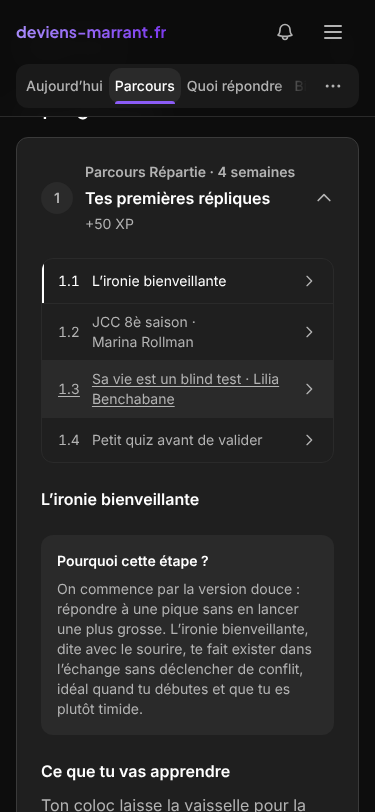 deviens-marrant.fr
Aujourd’hui Parcours Quoi répondre
Parcours Répartie · 4 semaines
1 Tes premières répliques
+50 XP
1.1 L’ironie bienveillante
1.2 JCC 8è saison ·
Marina Rollman
1.3 Sa vie est un blind test · Lilia
Benchabane
1.4 Petit quiz avant de valider
L’ironie bienveillante
Pourquoi cette étape ?
On commence par la version douce :
répondre à une pique sans en lancer
une plus grosse. L’ironie bienveillante,
dite avec le sourire, te fait exister dans
l’échange sans déclencher de conflit,
idéal quand tu débutes et que tu es
plutôt timide.
Ce que tu vas apprendre
Ton coloc laisse la vaisselle pour la